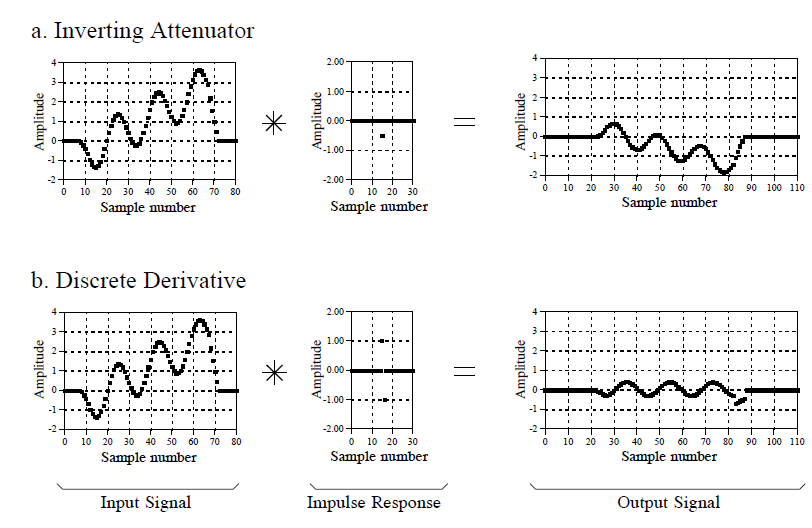 a. Inverting Attenuator
4
3
2
1
0
-1
-2
Amplitude
0 10 20 30 40 50 60 70 80
Sample number
2.00
1.00
0.00
-1.00
-2.00
Amplitude
0 10 20 30
Sample number
4
3
2
1
0
-1
-2
Amplitude
0 10 20 30 40 50 60 70 80 90 100 110
Sample number
b. Discrete Derivative
4
3
2
1
0
-1
-2
Amplitude
0 10 20 30 40 50 60 70 80
Sample number
2.00
1.00
0.00
-1.00
-2.00
Amplitude
0 10 20 30
Sample number
4
3
2
1
0
-1
-2
Amplitude
0 10 20 30 40 50 60 70 80 90 100 110
Sample number
Input Signal
Impulse Response
Output Signal